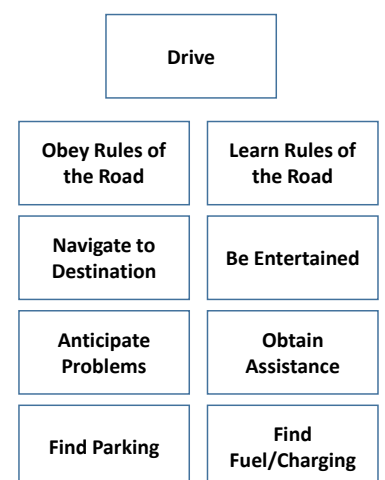 Drive
Obey Rules of
the Road
Learn Rules of
the Road
Navigate to
Destination
Be Entertained
Anticipate
Problems
Obtain
Assistance
Find Parking
Find
Fuel/Charging